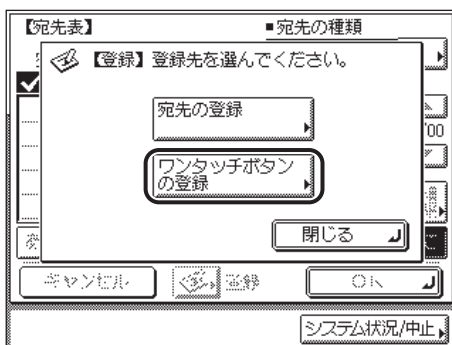 【宛先表】
■宛先の種類
【登録】登録先を選んでください。
宛先の登録
ワンタッチボタン
の登録
閉じる
キャンセル
登録
OK
システム状況/中止